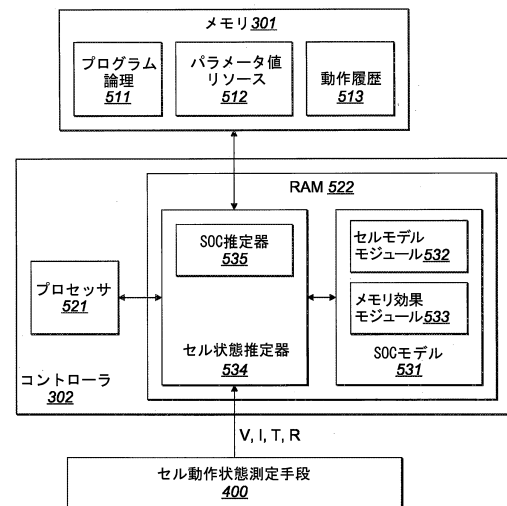 メモリ 301
プログラム
論理
511
パラメータ値
リソース
512
動作履歴
513
RAM 522
SOC推定器
535
セルモデル
モジュール532
メモリ効果
モジュール533
SOCモデル
531
プロセッサ
521
セル状態推定器
534
コントローラ
302
V, I, T, R
セル動作状態測定手段
400